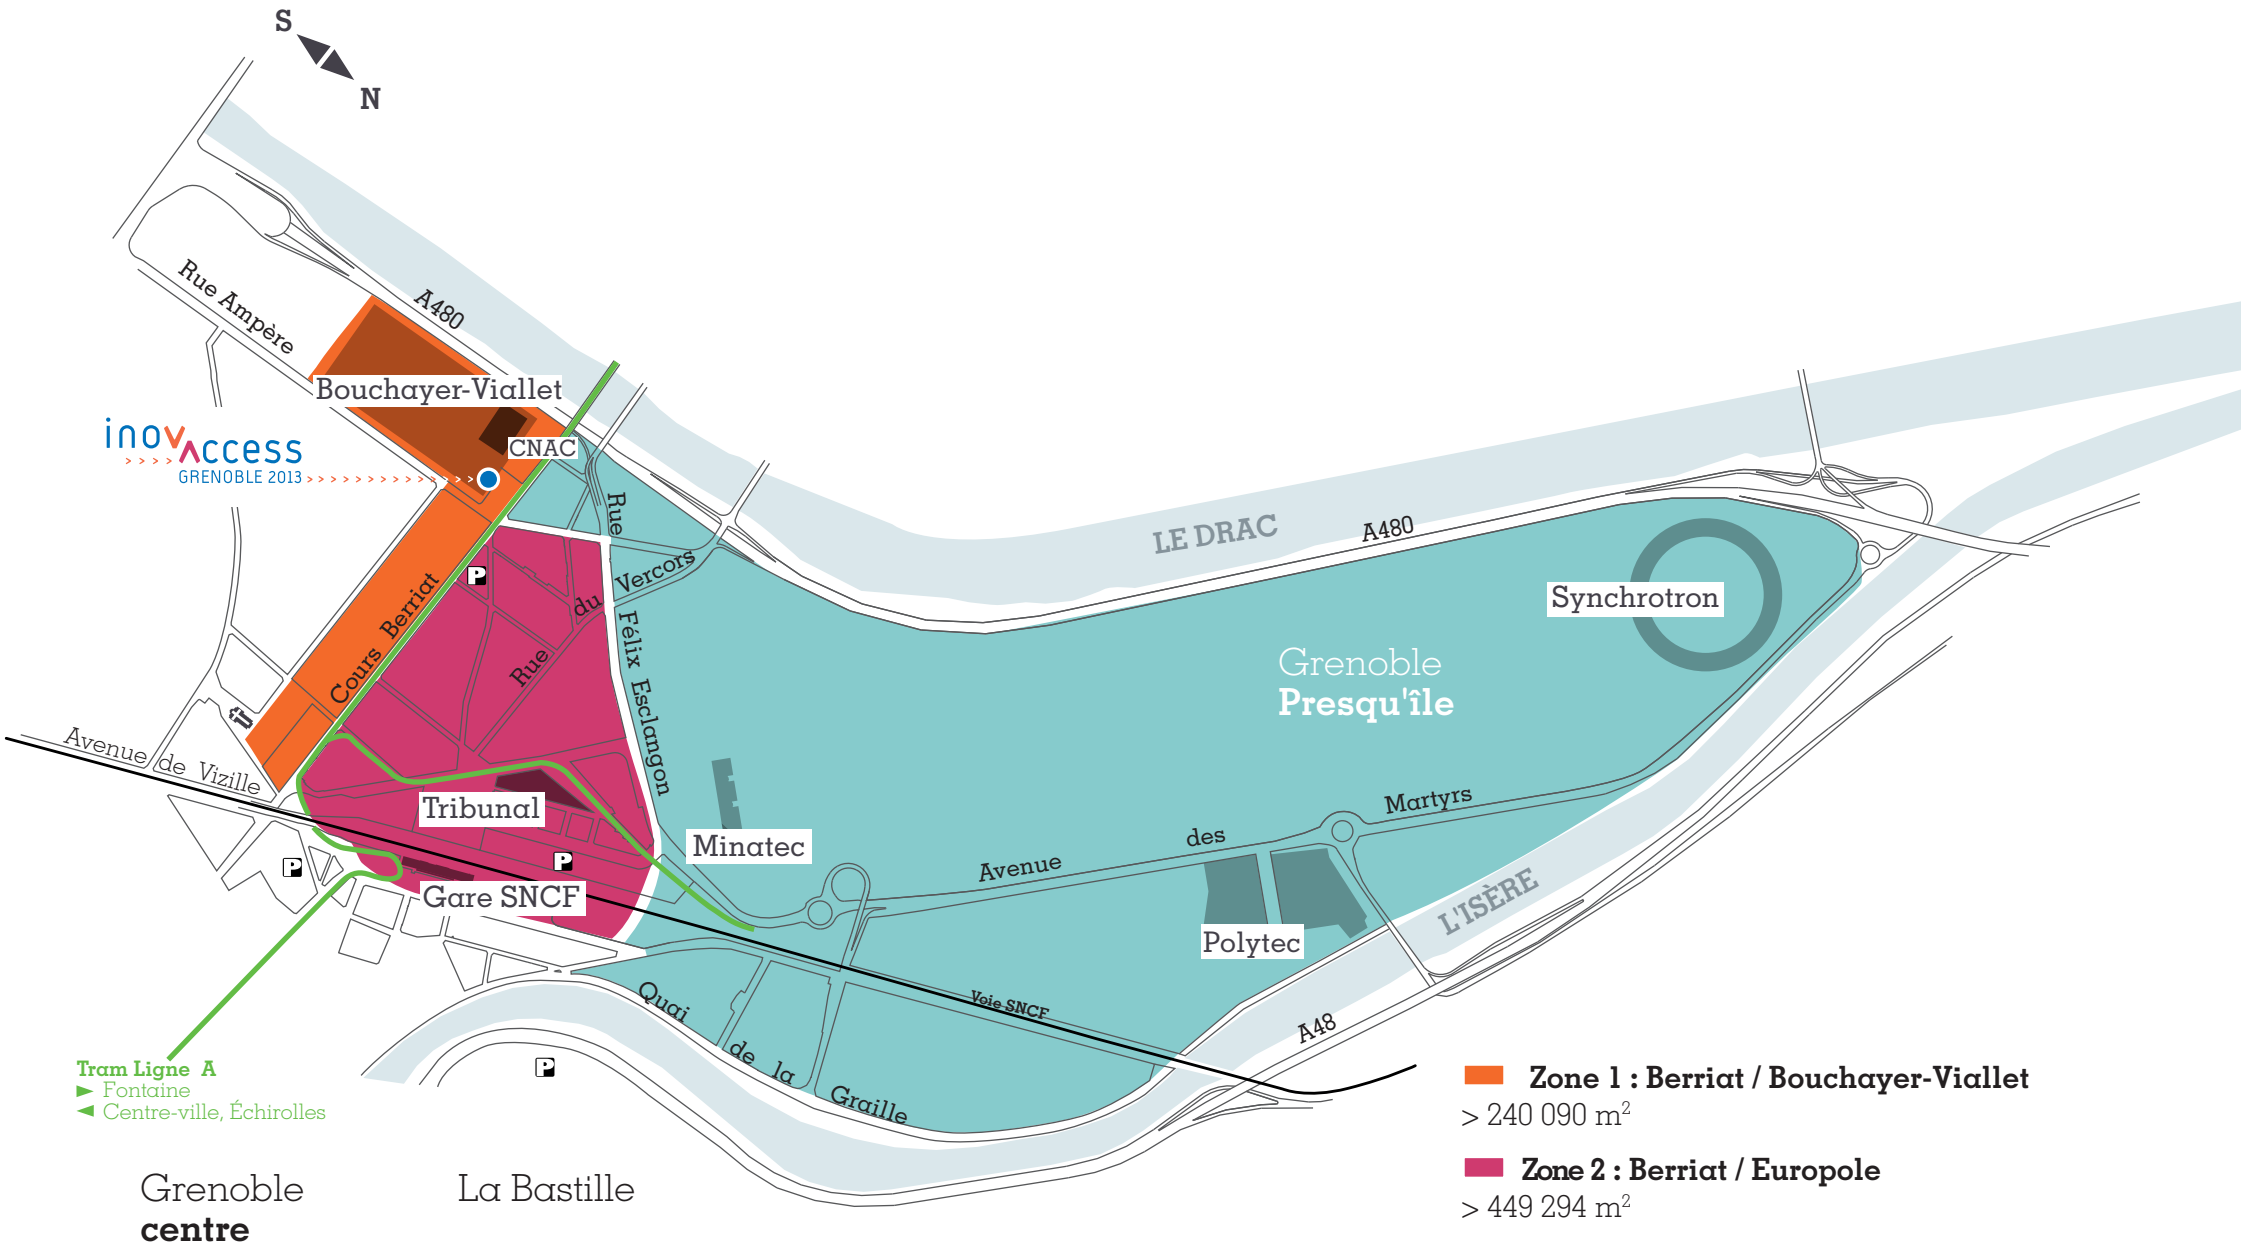 S
N
Rue Ampère
A480
Bouchayer-Viallet
inovAccess
>>>>
GRENOBLE 2013 >>>>>>>>>>>>>>
CNAC
Rue
Félix Esclangon
Rue du Vercors
Cours Berriat
P
LE DRAC
A480
Synchrotron
Grenoble
Presqu'île
Avenue de Vizille
Tribunal
P
P
Minatec
Gare SNCF
Avenue des Martyrs
Polytec
L'ISÈRE
Voie SNCF
Quai de la Graille
A48
P
Tram Ligne A
► Fontaine
◄ Centre-ville, Échirolles
Grenoble
centre
La Bastille
Zone 1 : Berriat / Bouchayer-Viallet
> 240 090 m²
Zone 2 : Berriat / Europole
> 449 294 m²